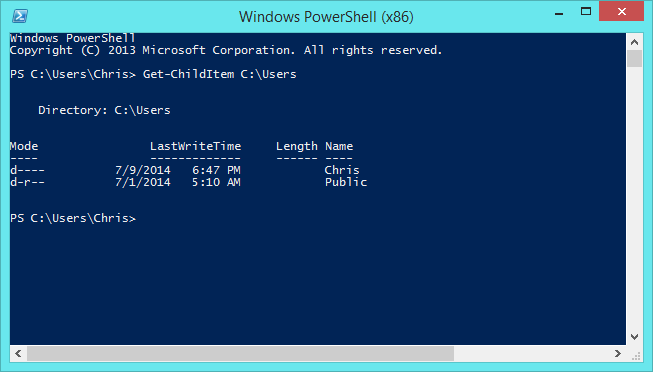 Windows PowerShell (x86)
Windows PowerShell
Copyright (C) 2013 Microsoft Corporation. All rights reserved.
PS C:\Users\Chris> Get-ChildItem C:\Users
Directory: C:\Users
Mode LastWriteTime Length Name
---- ------------- ------ ----
d---- 7/9/2014 6:47 PM Chris
d-r-- 7/1/2014 5:10 AM Public
PS C:\Users\Chris>